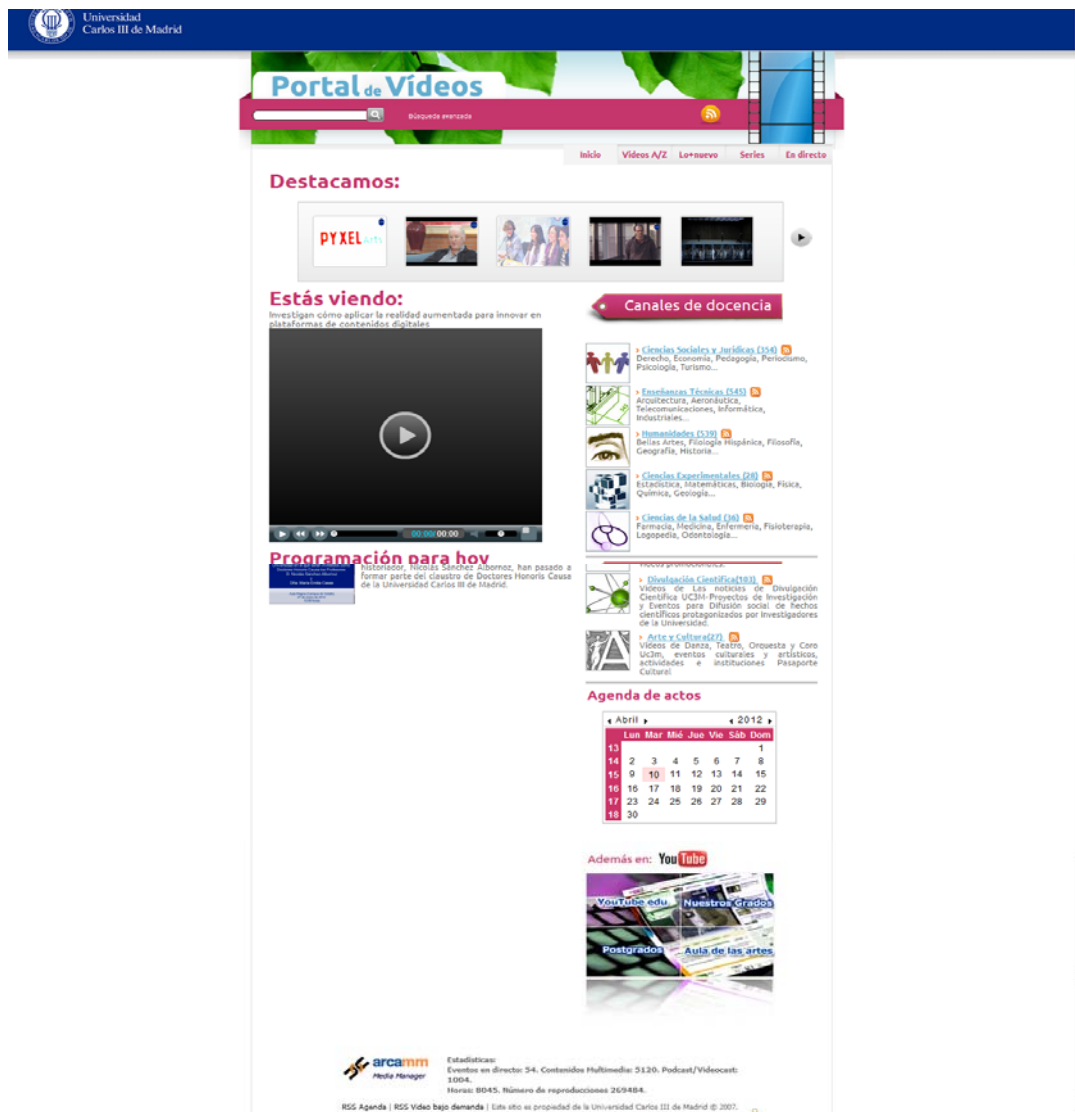 Universidad
Carlos III de Madrid
Portal de Vídeos
Búsqueda avanzada
Inicio Vídeos A/Z Lo+nuevo Series En directo
Destacamos:
PYXEL Arts
Estás viendo:
Investigan cómo aplicar la realidad aumentada para innovar en
plataformas de contenidos digitales
00:00/00:00
Programación para hoy
historiador, Nicolás Sánchez Albornoz, han pasado a
formar parte del claustro de Doctores Honoris Causa
de la Universidad Carlos III de Madrid.
Canales de docencia
Ciencias Sociales y Jurídicas (354)
Derecho, Economía, Pedagogía, Periodismo,
Psicología, Turismo...
Enseñanzas Técnicas (545)
Arquitectura, Aeronáutica,
Telecomunicaciones, Informática,
Industriales...
Humanidades (539)
Bellas Artes, Filología Hispánica, Filosofía,
Geografía, Historia...
Ciencias Experimentales (28)
Estadística, Matemáticas, Biología, Física,
Química, Geología...
Ciencias de la Salud (36)
Farmacia, Medicina, Enfermería, Fisioterapia,
Logopedia, Odontología...
Divulgación Científica(103)
Vídeos de Las noticias de Divulgación
Científica UC3M-Proyectos de Investigación
y Eventos para Difusión social de hechos
científicos protagonizados por Investigadores
de la Universidad.
Arte y Cultura(27)
Vídeos de Danza, Teatro, Orquesta y Coro
Uc3m, eventos culturales y artísticos,
actividades e instituciones Pasaporte
Cultural
Agenda de actos
Abril 2012
Lun Mar Mié Jue Vie Sáb Dom
13 1
14 2 3 4 5 6 7 8
15 9 10 11 12 13 14 15
16 16 17 18 19 20 21 22
17 23 24 25 26 27 28 29
18 30
Además en: YouTube
YouTube edu Nuestros Grados
Postgrados Aula de las artes
arcamm
Media Manager
Estadísticas:
Eventos en directo: 54. Contenidos Multimedia: 5120. Podcast/Videocast:
1004.
Horas: 8045. Número de reproducciones 269484.
RSS Agenda | RSS Video bajo demanda | Este sitio es propiedad de la Universidad Carlos III de Madrid © 2007.